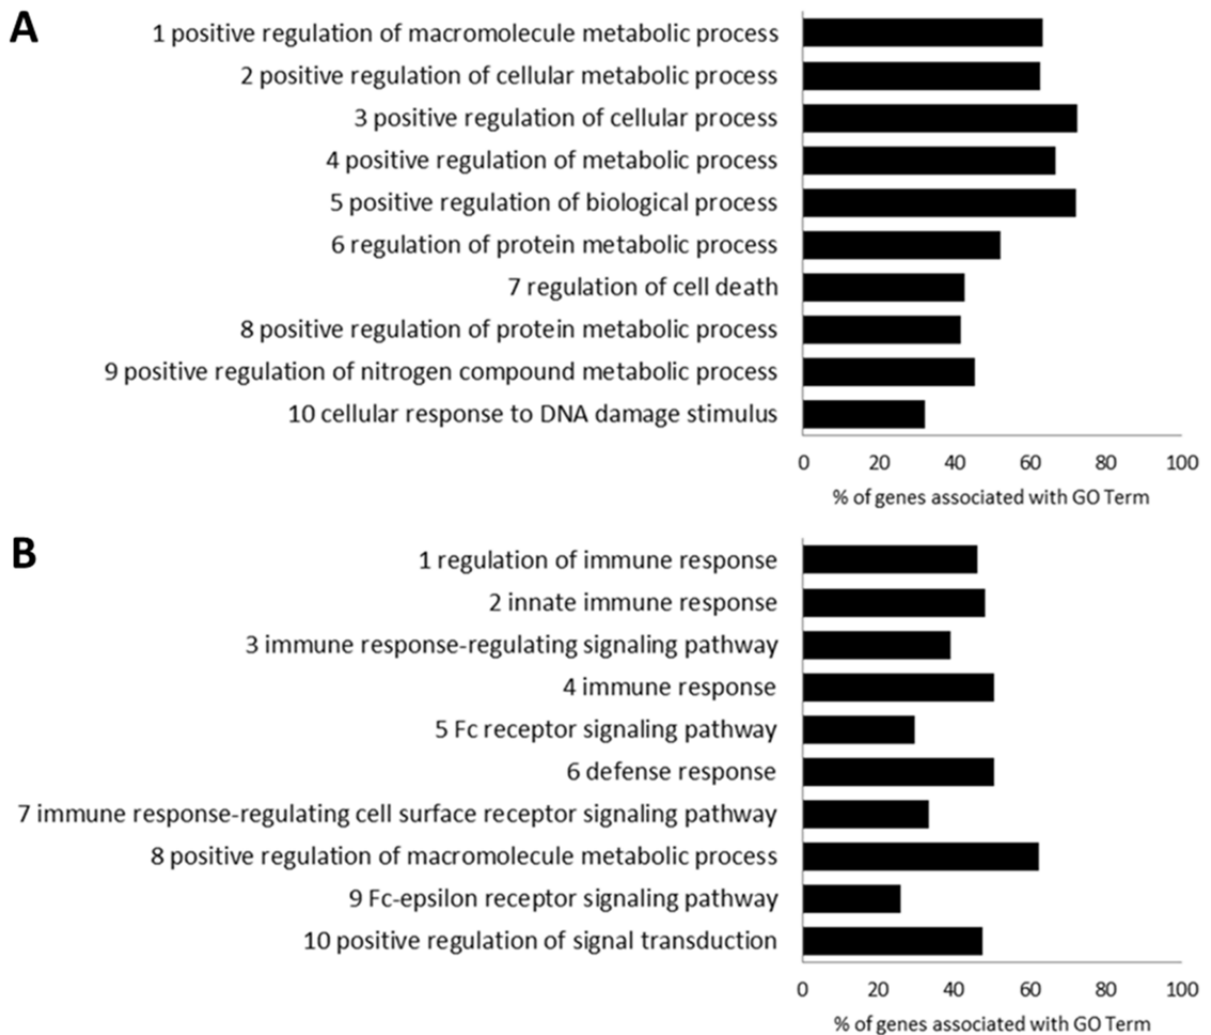 A
1 positive regulation of macromolecule metabolic process
2 positive regulation of cellular metabolic process
3 positive regulation of cellular process
4 positive regulation of metabolic process
5 positive regulation of biological process
6 regulation of protein metabolic process
7 regulation of cell death
8 positive regulation of protein metabolic process
9 positive regulation of nitrogen compound metabolic process
10 cellular response to DNA damage stimulus
0 20 40 60 80 100
% of genes associated with GO Term
B
1 regulation of immune response
2 innate immune response
3 immune response-regulating signaling pathway
4 immune response
5 Fc receptor signaling pathway
6 defense response
7 immune response-regulating cell surface receptor signaling pathway
8 positive regulation of macromolecule metabolic process
9 Fc-epsilon receptor signaling pathway
10 positive regulation of signal transduction
0 20 40 60 80 100
% of genes associated with GO Term